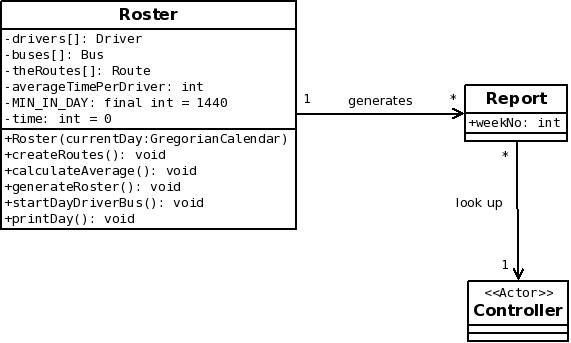 Roster
-drivers[]: Driver
-buses[]: Bus
-theRoutes[]: Route
-averageTimePerDriver: int
-MIN_IN_DAY: final int = 1440
-time: int = 0
+Roster(currentDay:GregorianCalendar)
+createRoutes(): void
+calculateAverage(): void
+generateRoster(): void
+startDayDriverBus(): void
+printDay(): void
1 generates *
Report
+weekNo: int
*
look up
1
<<Actor>>
Controller